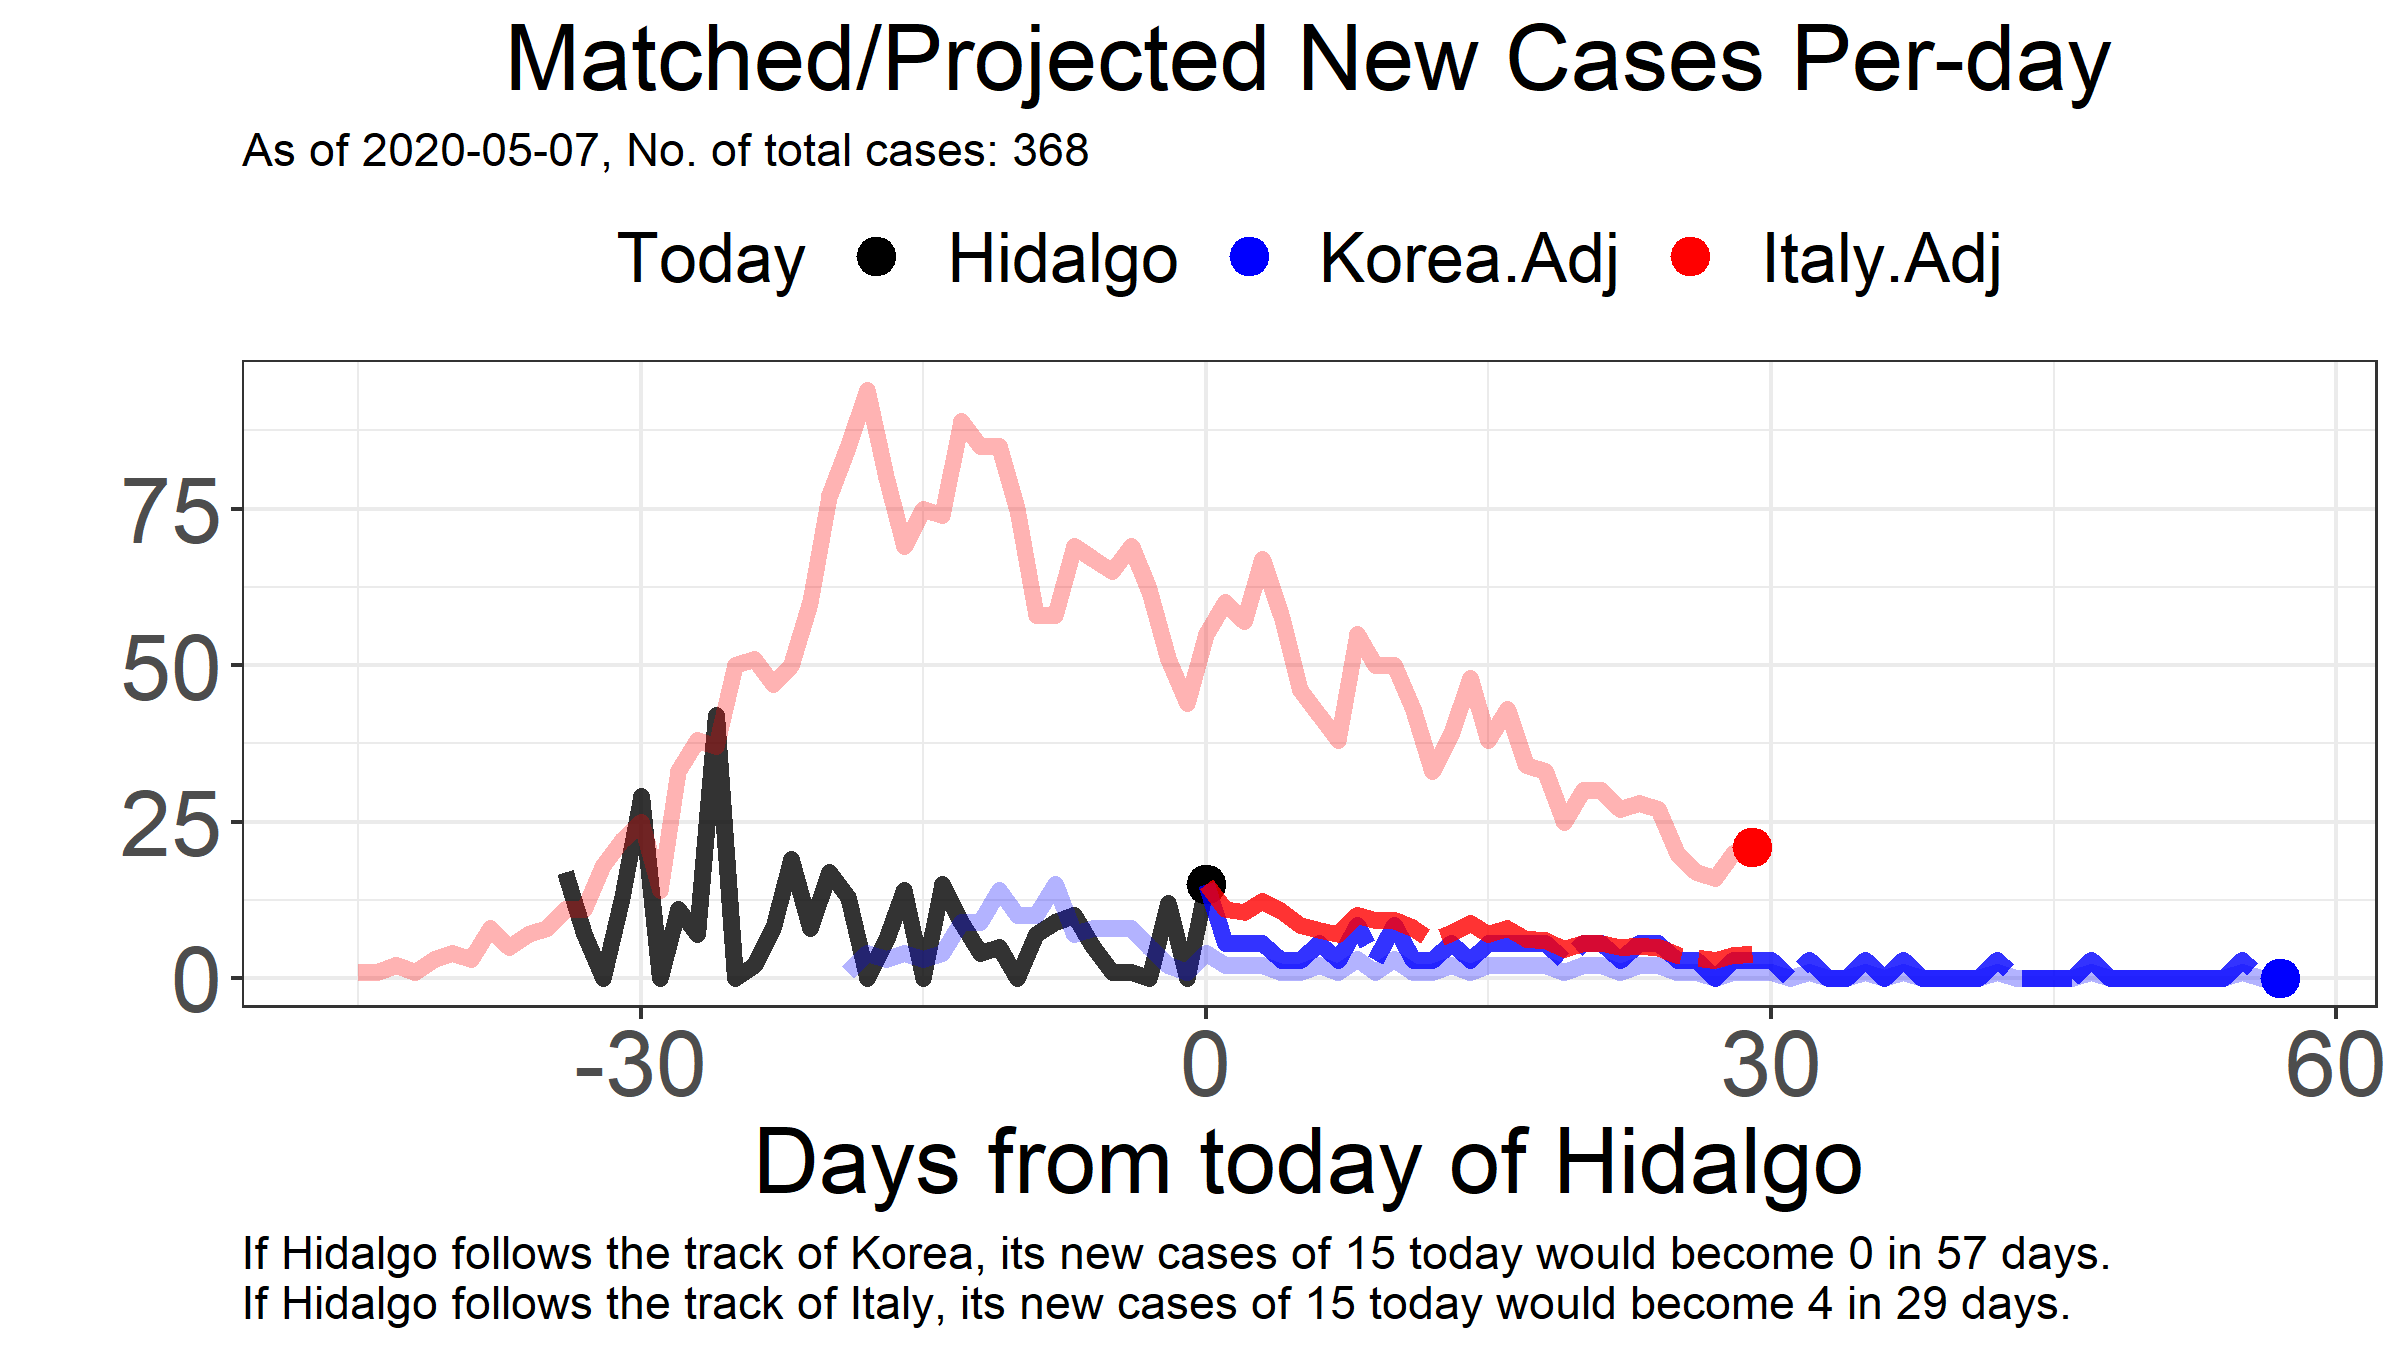 Matched/Projected New Cases Per-day
As of 2020-05-07, No. of total cases: 368
Today Hidalgo Korea.Adj Italy.Adj
75
50
25
0
-30 0 30 60
Days from today of Hidalgo
If Hidalgo follows the track of Korea, its new cases of 15 today would become 0 in 57 days.
If Hidalgo follows the track of Italy, its new cases of 15 today would become 4 in 29 days.